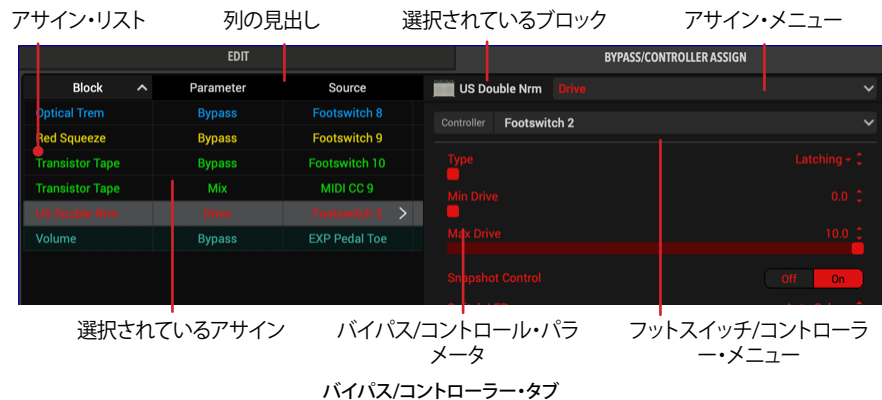 アサイン・リスト
列の見出し
選択されているブロック
アサイン・メニュー
EDIT
BYPASS/CONTROLLER ASSIGN
Block Parameter Source
US Double Nrm Drive
Optical Trem Bypass Footswitch 8
Controller Footswitch 2
Red Squeeze Bypass Footswitch 9
Transistor Tape Bypass Footswitch 10
Type Latching
Transistor Tape Mix MIDI CC 9
Min Drive 0.0
US Double Nrm Drive Footswitch 2
Max Drive 10.0
Volume Bypass EXP Pedal Toe
Snapshot Control Off On
選択されているアサイン
バイパス/コントロール・パラ
メータ
フットスイッチ/コントローラ
ー・メニュー
バイパス/コントローラー・タブ